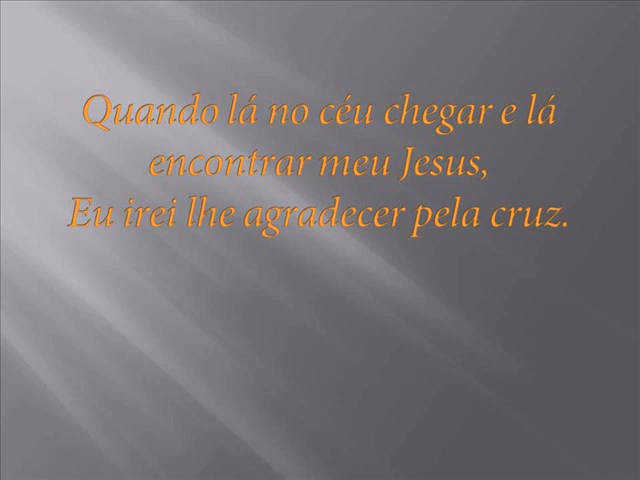 Quando lá no céu chegar e lá
encontrar meu Jesus,
Eu irei lhe agradecer pela cruz.